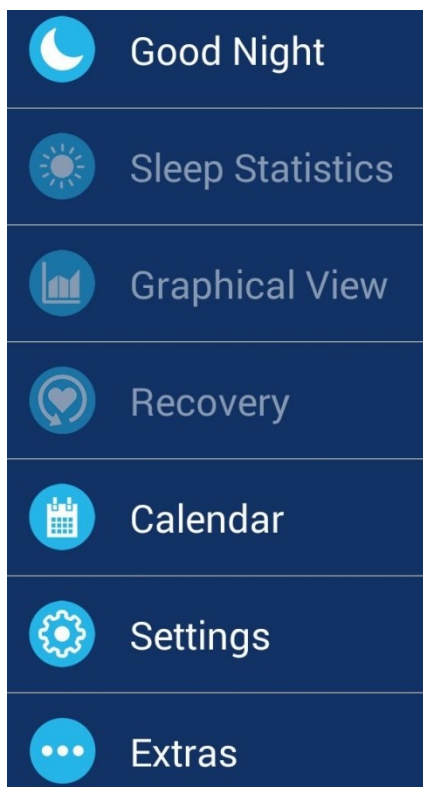 Good Night
Sleep Statistics
Graphical View
Recovery
Calendar
Settings
Extras